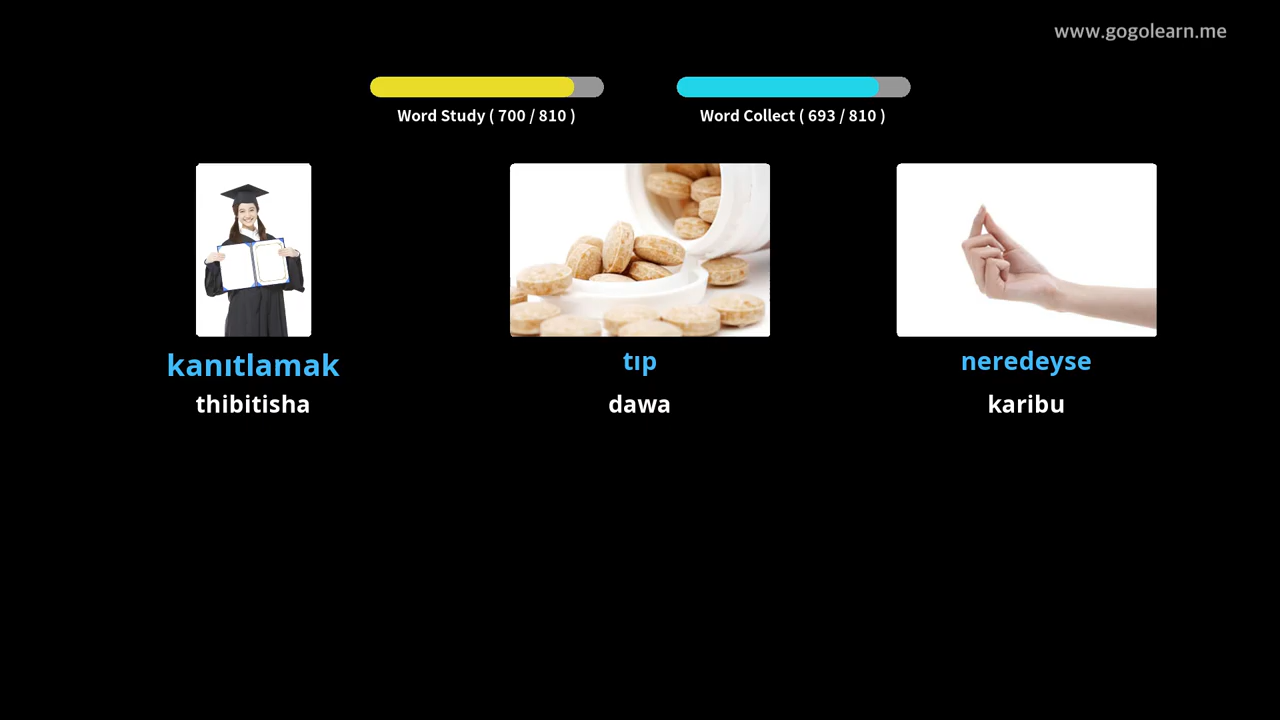 www.gogolearn.me
Word Study ( 700 / 810 )
Word Collect ( 693 / 810 )
kanıtlamak
tıp
neredeyse
thibitisha
dawa
karibu